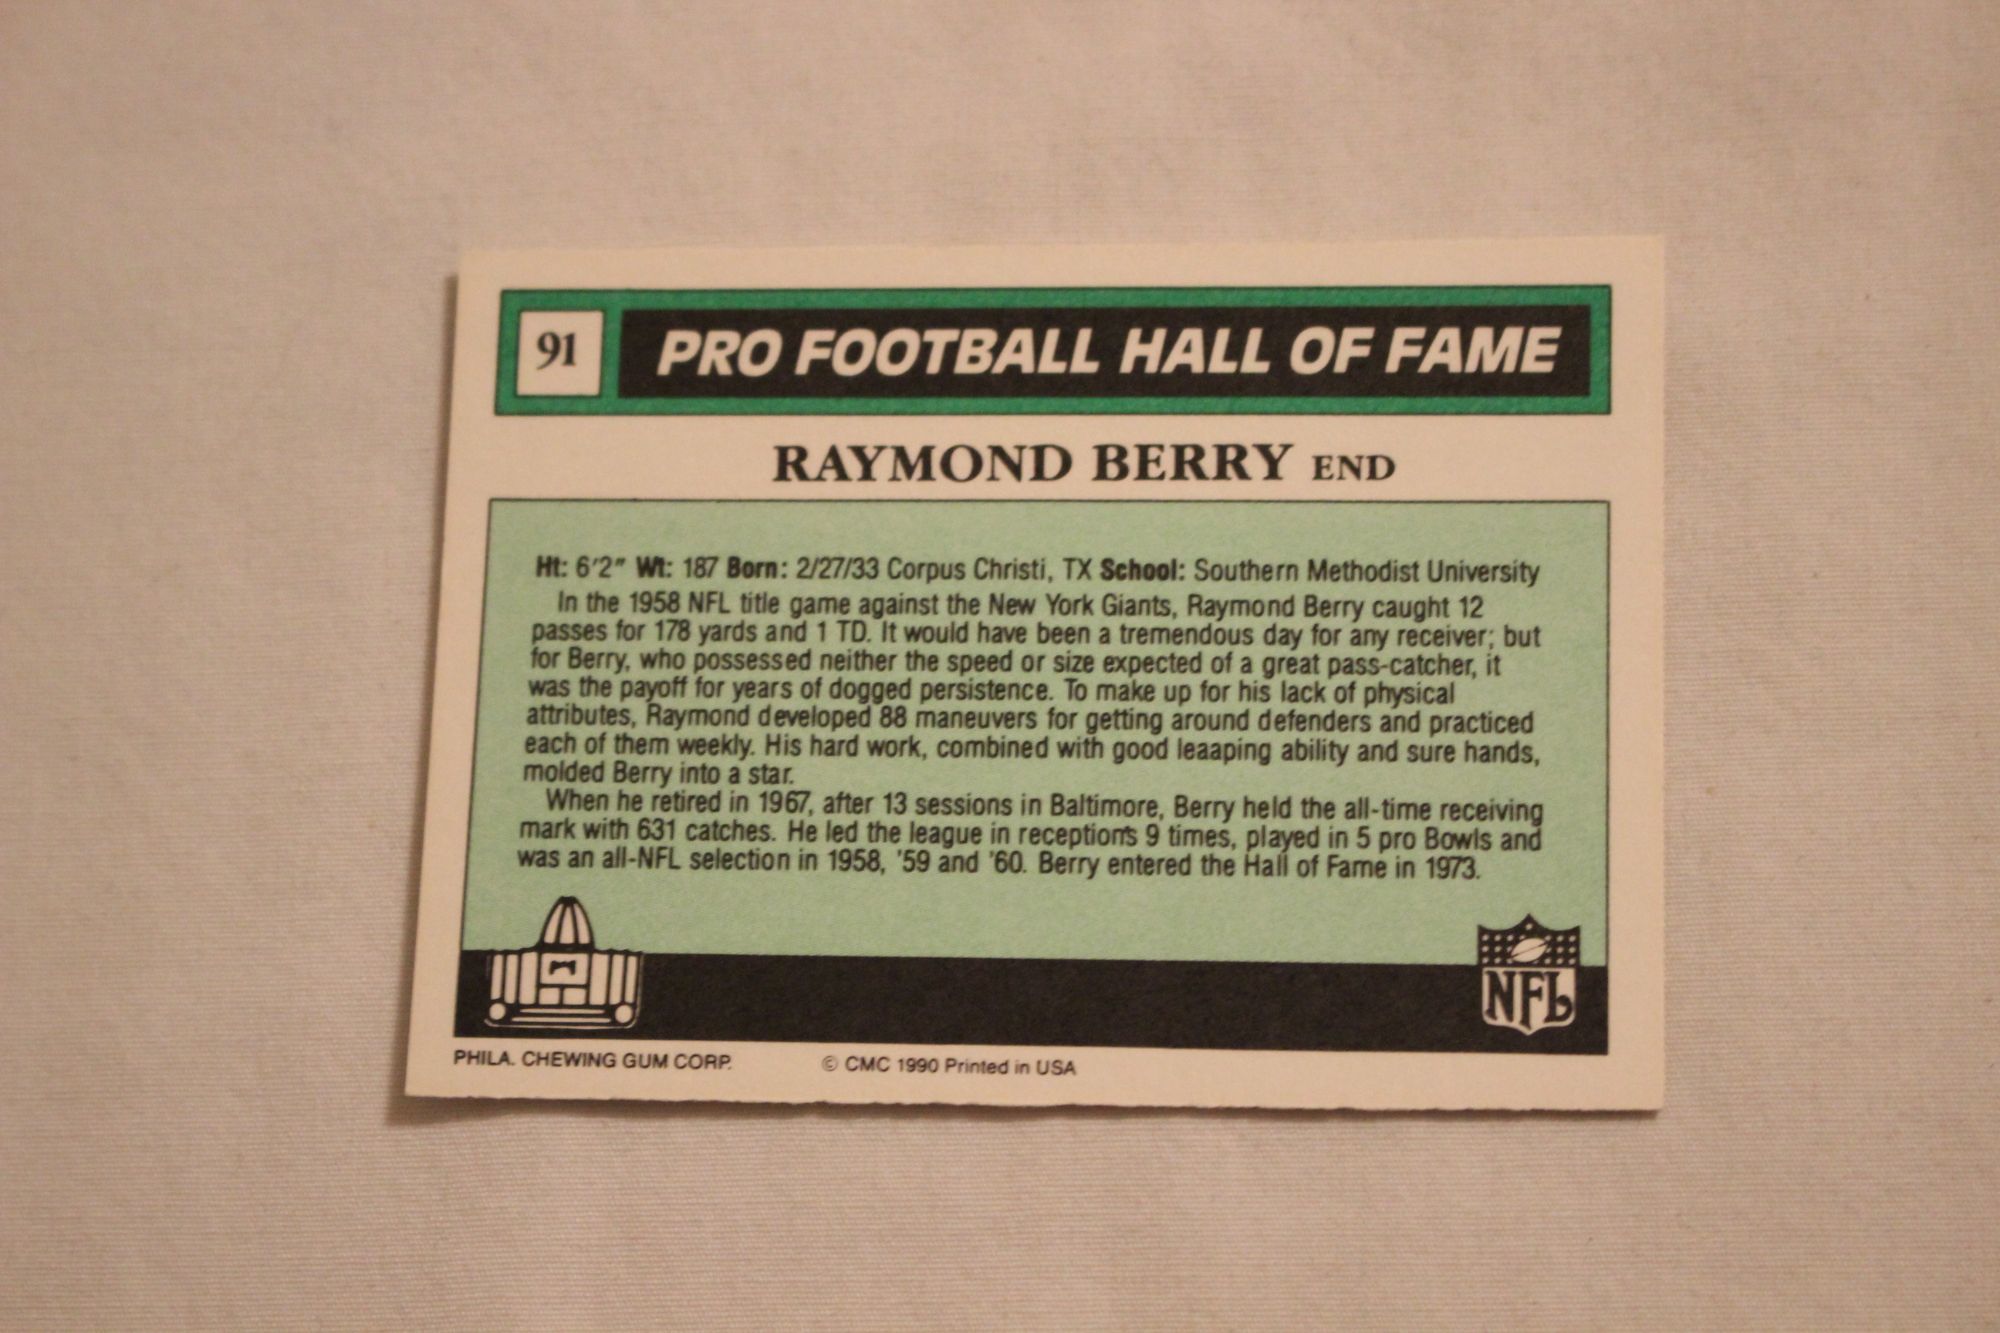 91
PRO FOOTBALL HALL OF FAME
RAYMOND BERRY END
Ht: 6'2" Wt: 187 Born: 2/27/33 Corpus Christi, TX School: Southern Methodist University
In the 1958 NFL title game against the New York Giants, Raymond Berry caught 12
passes for 178 yards and 1 TD. It would have been a tremendous day for any receiver; but
for Berry, who possessed neither the speed or size expected of a great pass-catcher, it
was the payoff for years of dogged persistence. To make up for his lack of physical
attributes, Raymond developed 88 maneuvers for getting around defenders and practiced
each of them weekly. His hard work, combined with good leaaping ability and sure hands,
molded Berry into a star.
When he retired in 1967, after 13 sessions in Baltimore, Berry held the all-time receiving
mark with 631 catches. He led the league in receptions 9 times, played in 5 pro Bowls and
was an all-NFL selection in 1958, '59 and '60. Berry entered the Hall of Fame in 1973.
NFL
PHILA. CHEWING GUM CORP.
© CMC 1990 Printed in USA